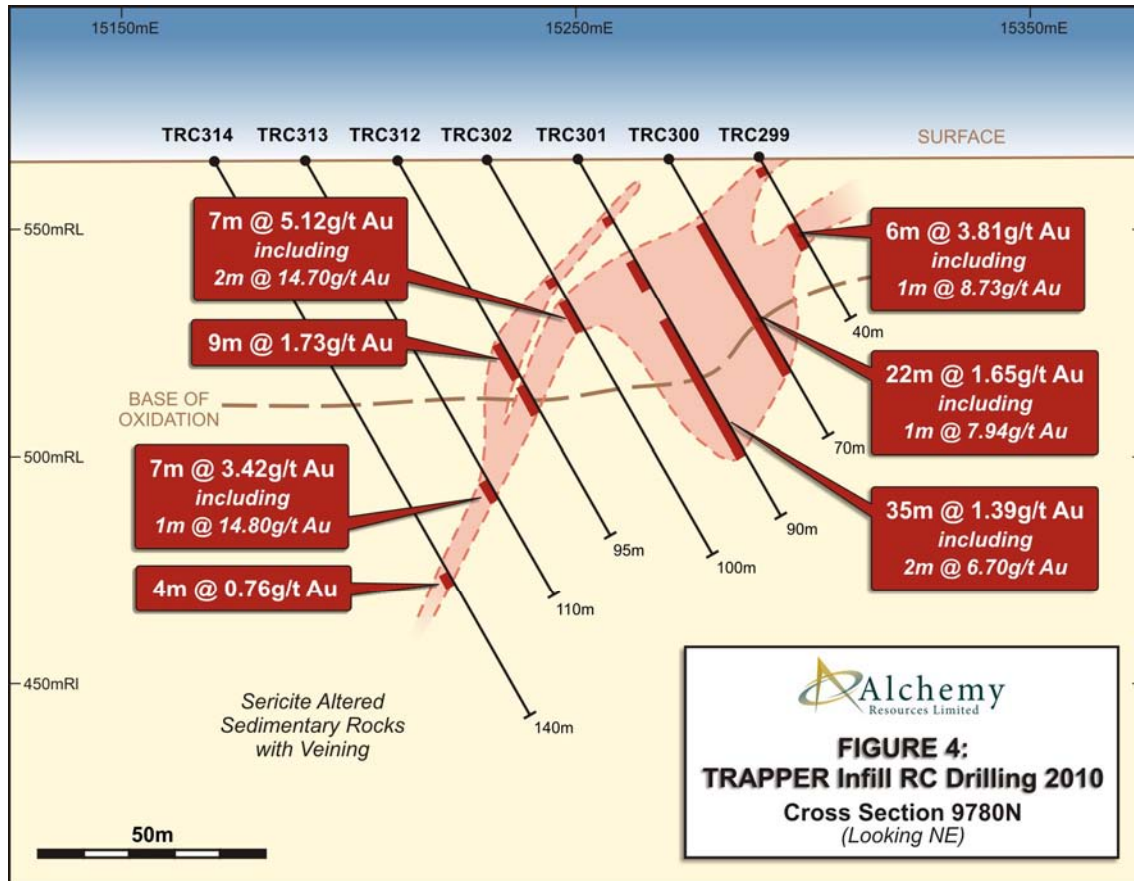 15150mE
15250mE
15350mE
TRC314
TRC313
TRC312
TRC302
TRC301
TRC300
TRC299
SURFACE
550mRL
7m @ 5.12g/t Au
including
2m @ 14.70g/t Au
6m @ 3.81g/t Au
including
1m @ 8.73g/t Au
40m
9m @ 1.73g/t Au
22m @ 1.65g/t Au
including
1m @ 7.94g/t Au
BASE OF
OXIDATION
70m
500mRL
7m @ 3.42g/t Au
including
1m @ 14.80g/t Au
35m @ 1.39g/t Au
including
2m @ 6.70g/t Au
90m
95m
100m
4m @ 0.76g/t Au
110m
450mRl
Sericite Altered
Sedimentary Rocks
with Veining
140m
Alchemy
Resources Limited
FIGURE 4:
TRAPPER Infill RC Drilling 2010
Cross Section 9780N
(Looking NE)
50m